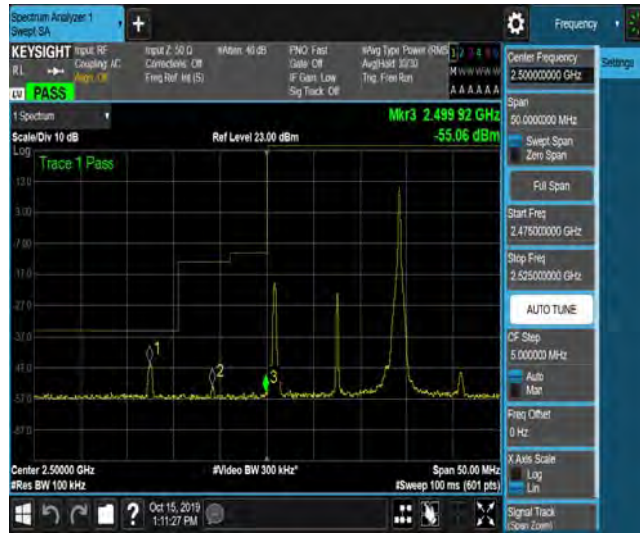 Spectrum Analyzer 1
Swept SA
+
Frequency
KEYSIGHT
Input: RF
Input Z: 50 Ω
#Atten: 40 dB
PNO: Fast
#Avg Type: Power (RMS
1 2 3 4 5 6
RL
Coupling: AC
Corrections: Off
Gate: Off
Avg|Hold: 30/30
M W W W W W
Align: Off
Freq Ref: Int (S)
IF Gain: Low
Trig: Free Run
Sig Track: Off
A A A A A A
LV PASS
1 Spectrum
Mkr3 2.499 92 GHz
Scale/Div 10 dB
Ref Level 23.00 dBm
-55.06 dBm
Log
Trace 1 Pass
13.0
3.00
-7.00
-17.0
-27.0
-37.0
-47.0
-57.0
-67.0
1
2
3
Center 2.50000 GHz
#Video BW 300 kHz*
Span 50.00 MHz
#Res BW 100 kHz
#Sweep 100 ms (601 pts)
?
Oct 15, 2019
1:11:27 PM
Center Frequency
2.500000000 GHz
Settings
Span
50.0000000 MHz
Swept Span
Zero Span
Full Span
Start Freq
2.475000000 GHz
Stop Freq
2.525000000 GHz
AUTO TUNE
CF Step
5.000000 MHz
Auto
Man
Freq Offset
0 Hz
X Axis Scale
Log
Lin
Signal Track
(Span Zoom)